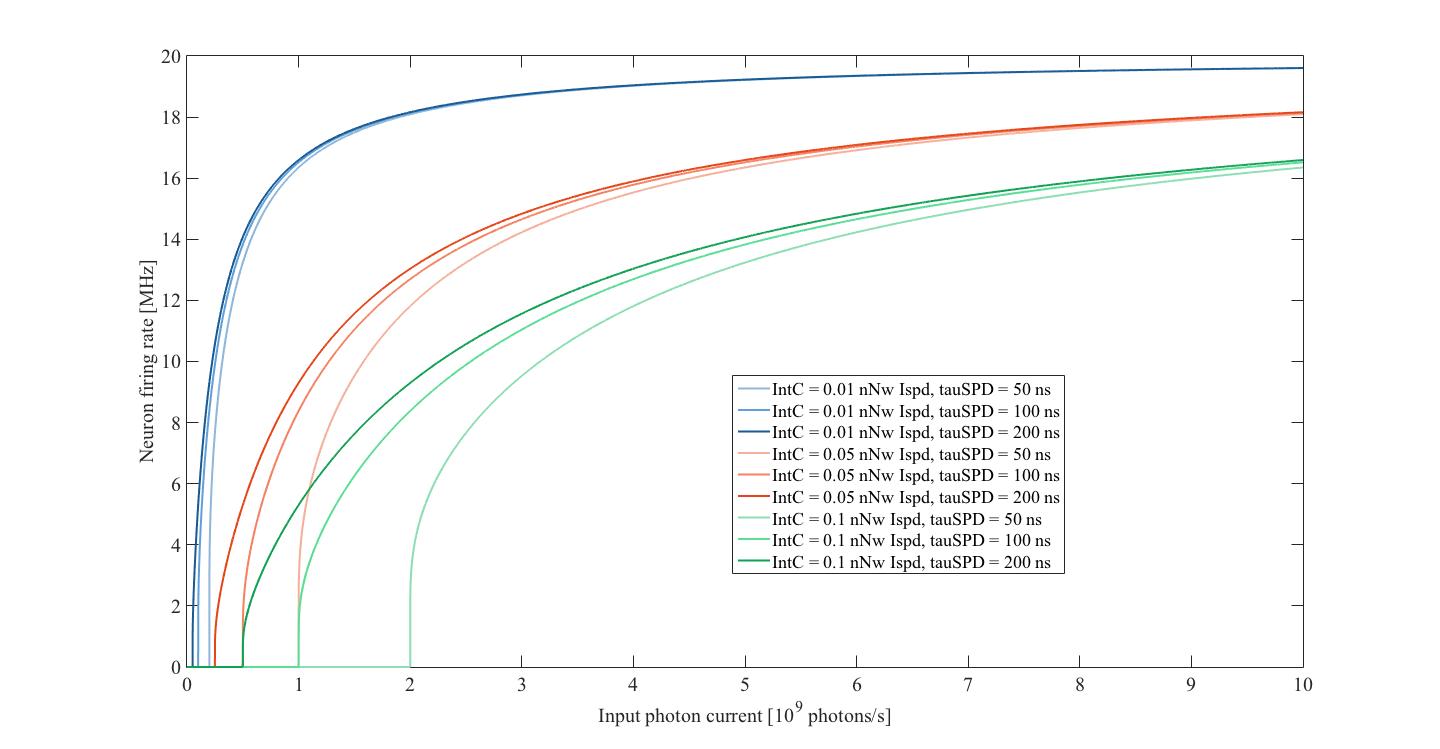 20
18
16
14
12
10
8
6
4
2
0
Neuron firing rate [MHz]
IntC = 0.01 nNw Ispd, tauSPD = 50 ns
IntC = 0.01 nNw Ispd, tauSPD = 100 ns
IntC = 0.01 nNw Ispd, tauSPD = 200 ns
IntC = 0.05 nNw Ispd, tauSPD = 50 ns
IntC = 0.05 nNw Ispd, tauSPD = 100 ns
IntC = 0.05 nNw Ispd, tauSPD = 200 ns
IntC = 0.1 nNw Ispd, tauSPD = 50 ns
IntC = 0.1 nNw Ispd, tauSPD = 100 ns
IntC = 0.1 nNw Ispd, tauSPD = 200 ns
0 1 2 3 4 5 6 7 8 9 10
Input photon current [10⁹ photons/s]